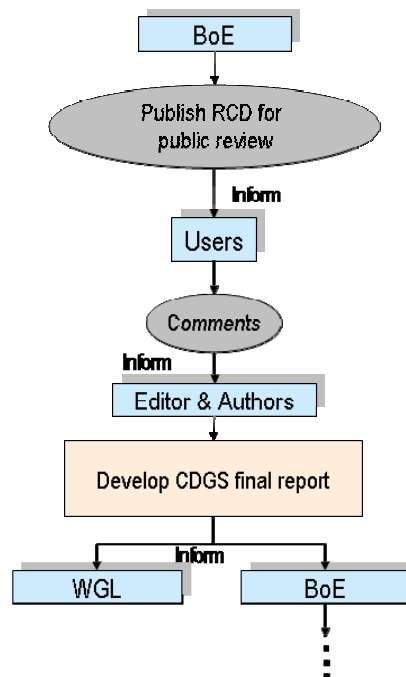 BoE
Publish RCD for
public review
Inform
Users
Comments
Inform
Editor & Authors
Develop CDGS final report
Inform
WGL
BoE